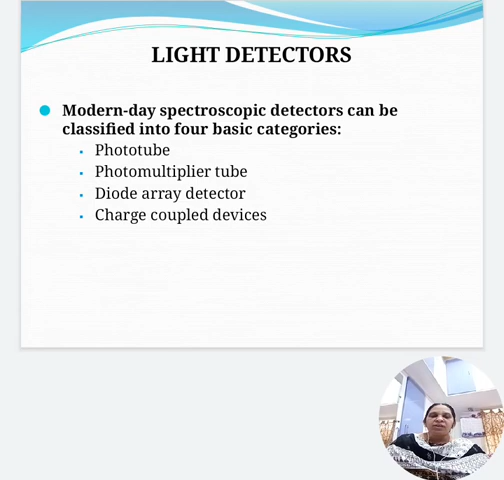 LIGHT DETECTORS
Modern-day spectroscopic detectors can be
classified into four basic categories:
Phototube
Photomultiplier tube
Diode array detector
Charge coupled devices